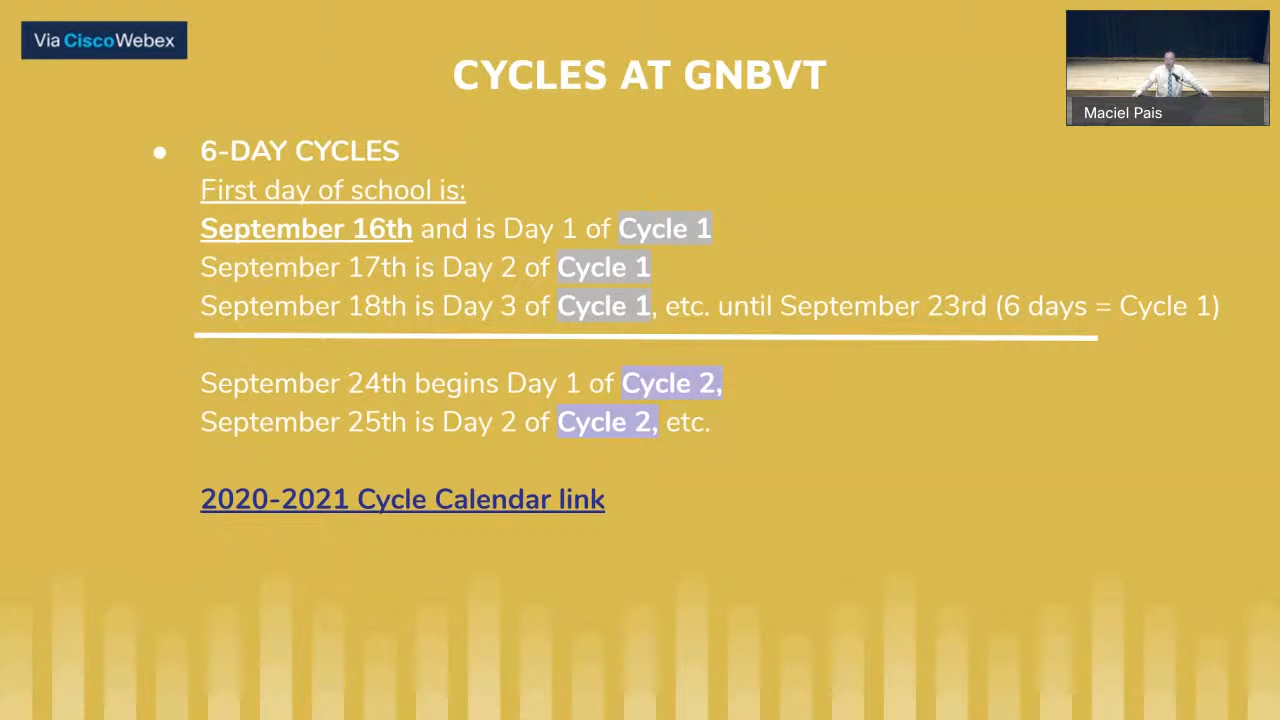 Via CiscoWebex
CYCLES AT GNBVT
Maciel Pais
● 6-DAY CYCLES
First day of school is:
September 16th and is Day 1 of Cycle 1
September 17th is Day 2 of Cycle 1
September 18th is Day 3 of Cycle 1, etc. until September 23rd (6 days = Cycle 1)
September 24th begins Day 1 of Cycle 2,
September 25th is Day 2 of Cycle 2, etc.
2020-2021 Cycle Calendar link